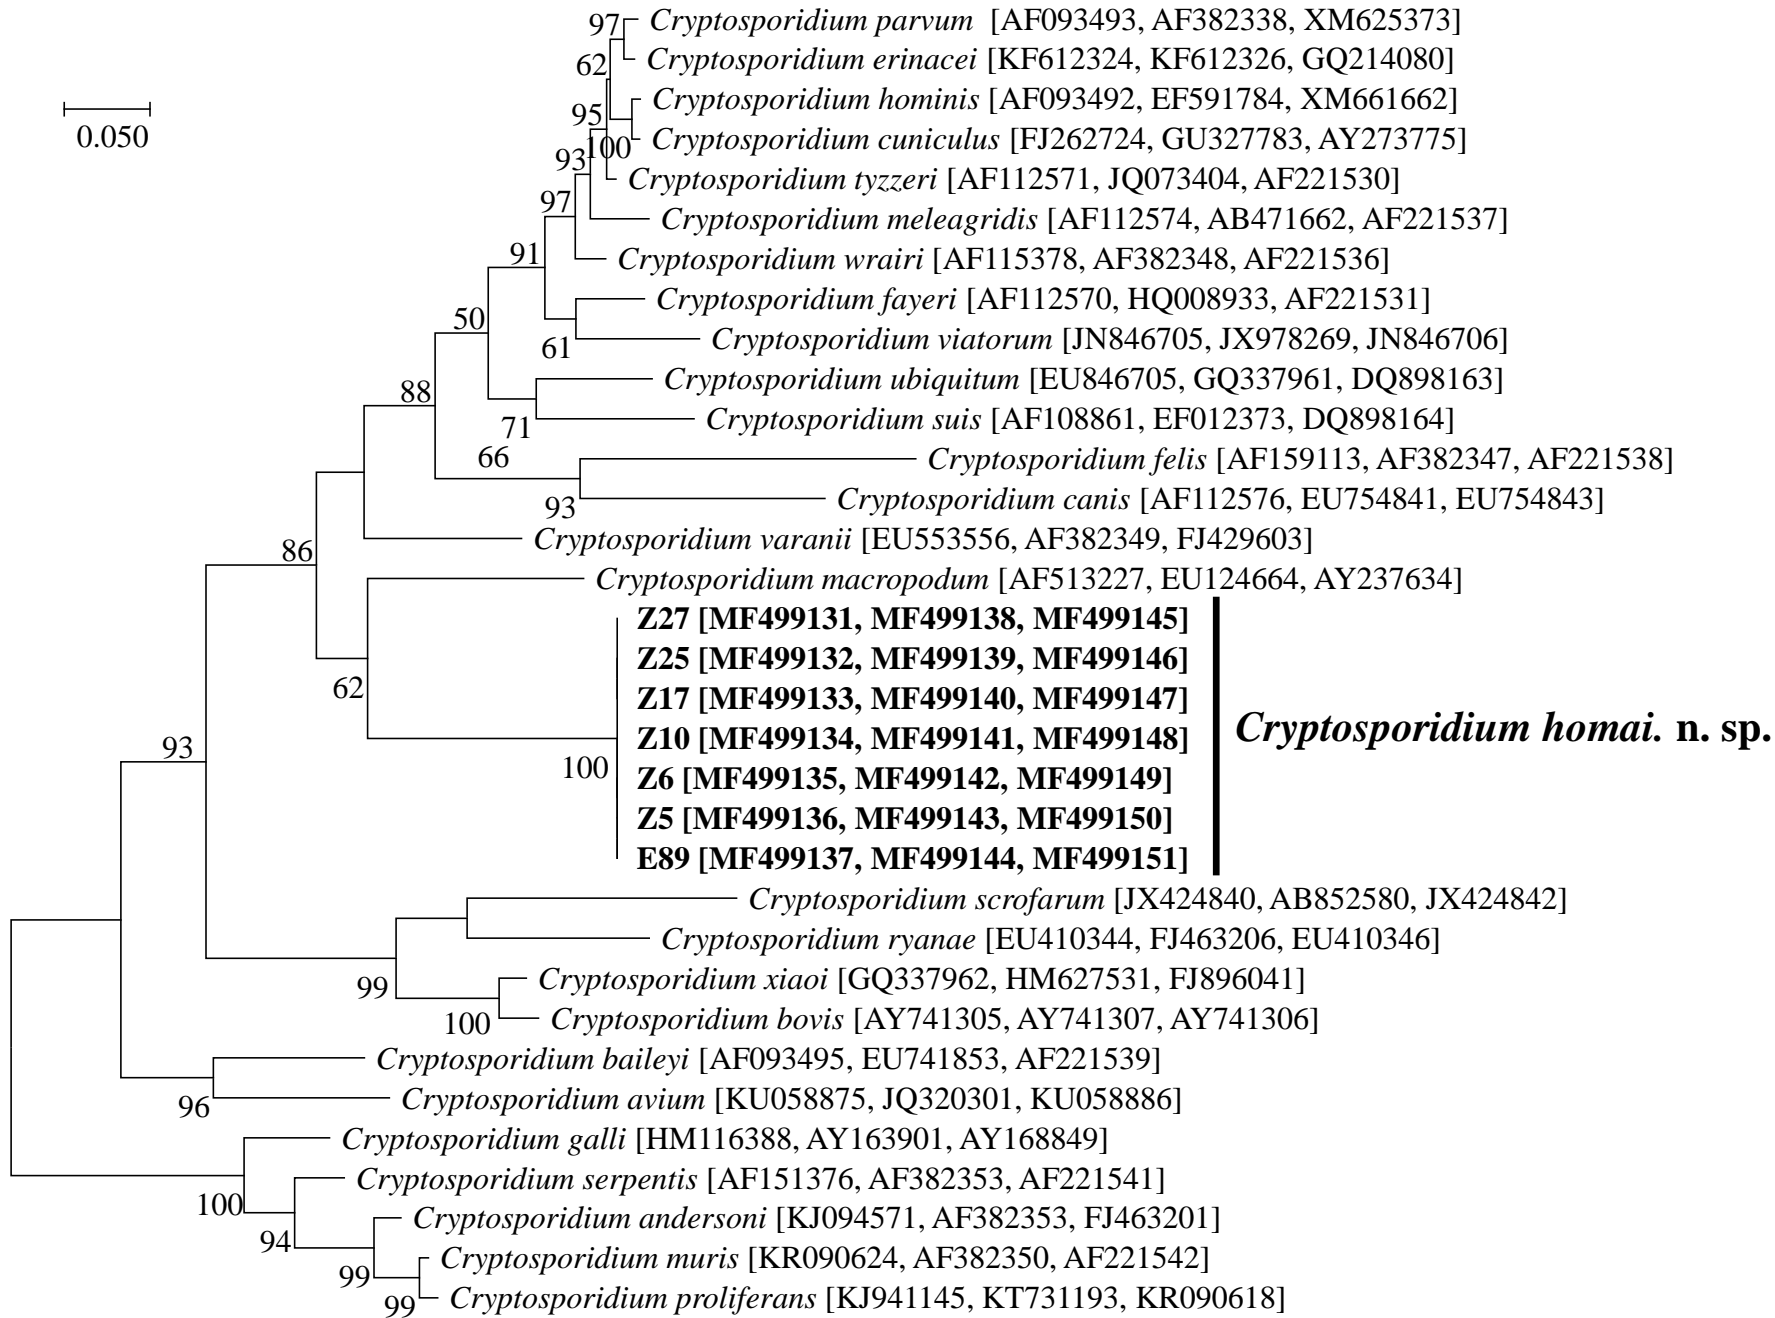 97
Cryptosporidium parvum [AF093493, AF382338, XM625373]
62
Cryptosporidium erinacei [KF612324, KF612326, GQ214080]
0.050
95
Cryptosporidium hominis [AF093492, EF591784, XM661662]
100
Cryptosporidium cuniculus [FJ262724, GU327783, AY273775]
93
Cryptosporidium tyzzeri [AF112571, JQ073404, AF221530]
97
Cryptosporidium meleagridis [AF112574, AB471662, AF221537]
91
Cryptosporidium wrairi [AF115378, AF382348, AF221536]
Cryptosporidium fayeri [AF112570, HQ008933, AF221531]
50
61
Cryptosporidium viatorum [JN846705, JX978269, JN846706]
88
Cryptosporidium ubiquitum [EU846705, GQ337961, DQ898163]
71
Cryptosporidium suis [AF108861, EF012373, DQ898164]
66
Cryptosporidium felis [AF159113, AF382347, AF221538]
93
Cryptosporidium canis [AF112576, EU754841, EU754843]
86
Cryptosporidium varanii [EU553556, AF382349, FJ429603]
Cryptosporidium macropodum [AF513227, EU124664, AY237634]
Z27 [MF499131, MF499138, MF499145]
Z25 [MF499132, MF499139, MF499146]
62
Z17 [MF499133, MF499140, MF499147]
93
Z10 [MF499134, MF499141, MF499148]
Cryptosporidium homai. n. sp.
100
Z6 [MF499135, MF499142, MF499149]
Z5 [MF499136, MF499143, MF499150]
E89 [MF499137, MF499144, MF499151]
Cryptosporidium scrofarum [JX424840, AB852580, JX424842]
Cryptosporidium ryanae [EU410344, FJ463206, EU410346]
99
Cryptosporidium xiaoi [GQ337962, HM627531, FJ896041]
100
Cryptosporidium bovis [AY741305, AY741307, AY741306]
Cryptosporidium baileyi [AF093495, EU741853, AF221539]
96
Cryptosporidium avium [KU058875, JQ320301, KU058886]
Cryptosporidium galli [HM116388, AY163901, AY168849]
100
Cryptosporidium serpentis [AF151376, AF382353, AF221541]
94
Cryptosporidium andersoni [KJ094571, AF382353, FJ463201]
99
Cryptosporidium muris [KR090624, AF382350, AF221542]
99
Cryptosporidium proliferans [KJ941145, KT731193, KR090618]